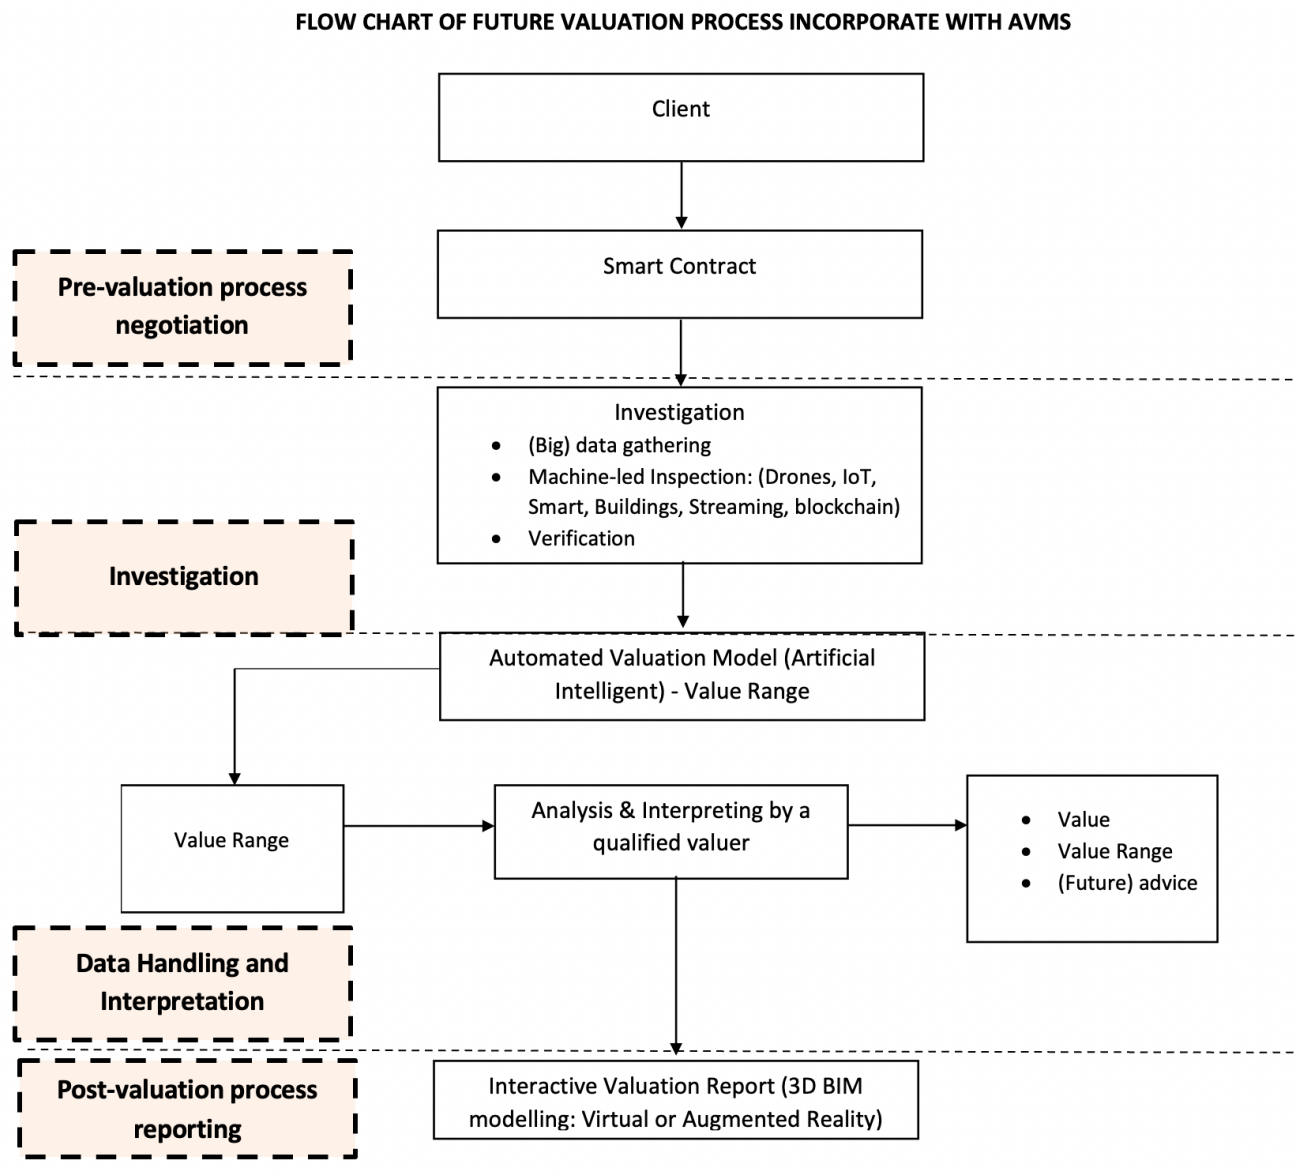 FLOW CHART OF FUTURE VALUATION PROCESS INCORPORATE WITH AVMS
Client
Smart Contract
Pre-valuation process
negotiation
Investigation
• (Big) data gathering
• Machine-led Inspection: (Drones, IoT,
Smart, Buildings, Streaming, blockchain)
• Verification
Investigation
Automated Valuation Model (Artificial
Intelligent) - Value Range
Value Range
Analysis & Interpreting by a
qualified valuer
• Value
• Value Range
• (Future) advice
Data Handling and
Interpretation
Post-valuation process
reporting
Interactive Valuation Report (3D BIM
modelling: Virtual or Augmented Reality)